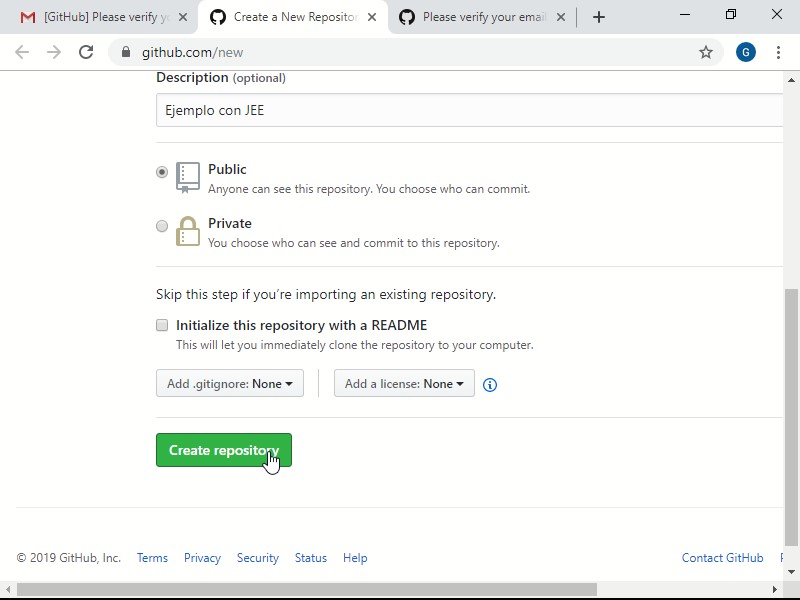 [GitHub] Please verify y
Create a New Repositor
Please verify your email
github.com/new
G
Description (optional)
Ejemplo con JEE
Public
Anyone can see this repository. You choose who can commit.
Private
You choose who can see and commit to this repository.
Skip this step if you’re importing an existing repository.
Initialize this repository with a README
This will let you immediately clone the repository to your computer.
Add .gitignore: None
Add a license: None
Create repository
© 2019 GitHub, Inc. Terms Privacy Security Status Help Contact GitHub